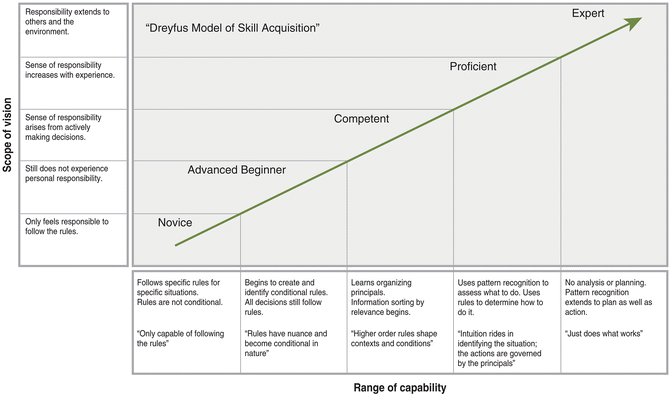 Responsibility extends to
others and the
environment.
Sense of responsibility
increases with experience.
Sense of responsibility
arises from actively
making decisions.
Still does not experience
personal responsibility.
Only feels responsible to
follow the rules.
Scope of vision
“Dreyfus Model of Skill Acquisition”
Expert
Proficient
Competent
Advanced Beginner
Novice
Follows specific rules for
specific situations.
Rules are not conditional.
“Only capable of following
the rules”
Begins to create and
identify conditional rules.
All decisions still follow
rules.
“Rules have nuance and
become conditional in
nature”
Learns organizing
principals.
Information sorting by
relevance begins.
“Higher order rules shape
contexts and conditions”
Uses pattern recognition to
assess what to do. Uses
rules to determine how to
do it.
“Intuition rides in
identifying the situation;
the actions are governed
by the principals”
No analysis or planning.
Pattern recognition
extends to plan as well as
action.
“Just does what works”
Range of capability